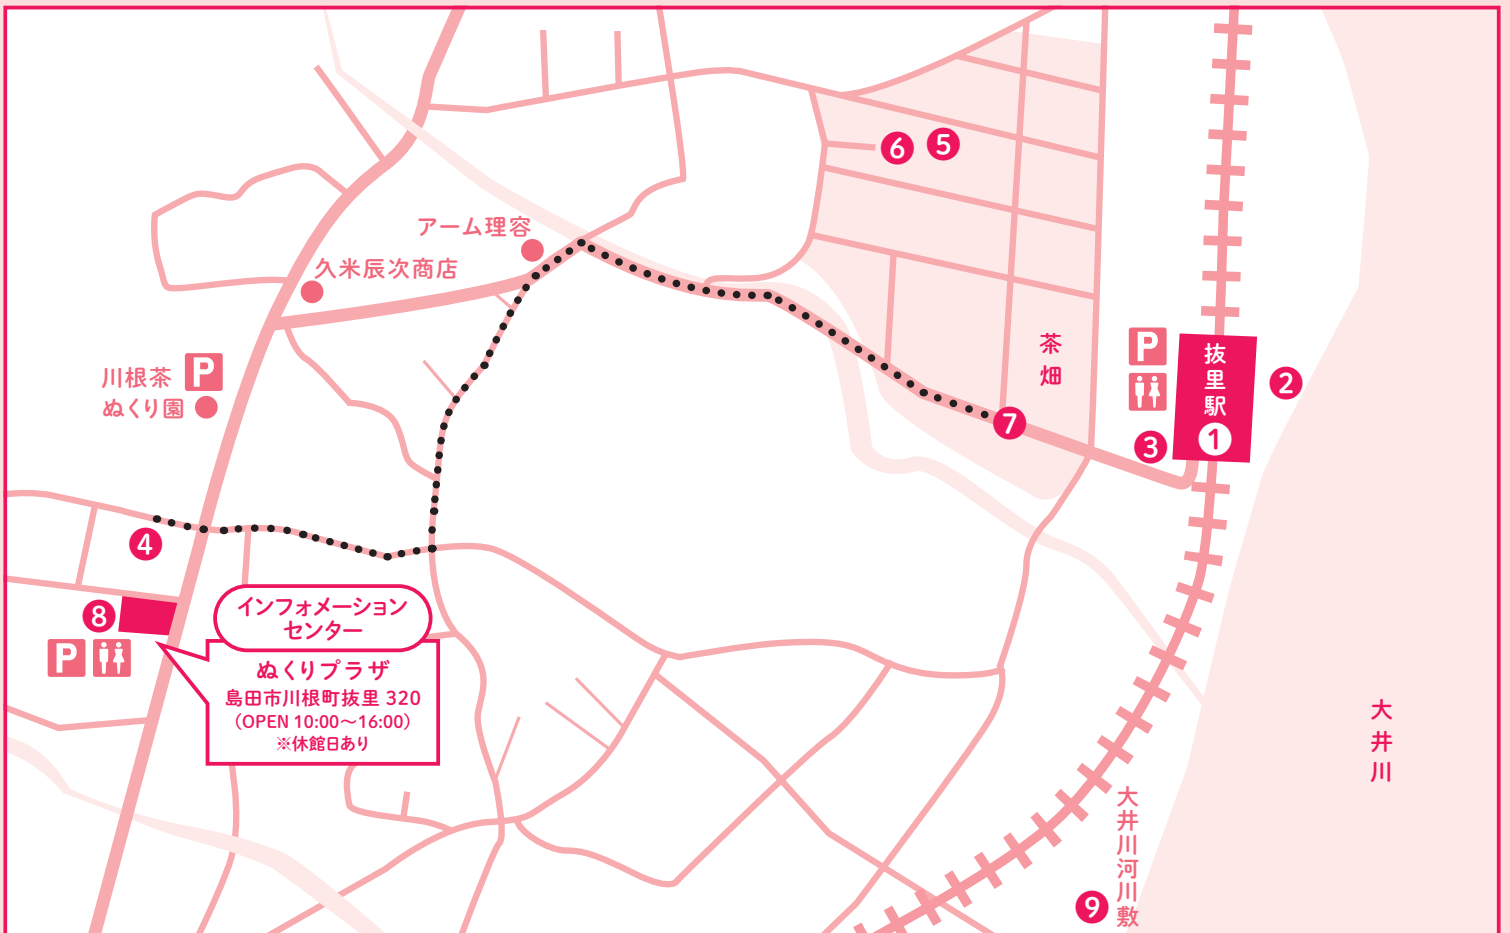 6
5
アーム理容
久米辰次商店
川根茶
ぬくり園
P
茶畑
P
抜里駅
1
2
3
7
4
8
P
インフォメーション
センター
ぬくりプラザ
島田市川根町抜里 320
（OPEN 10:00〜16:00）
※休館日あり
大井川
大井川河川敷
9